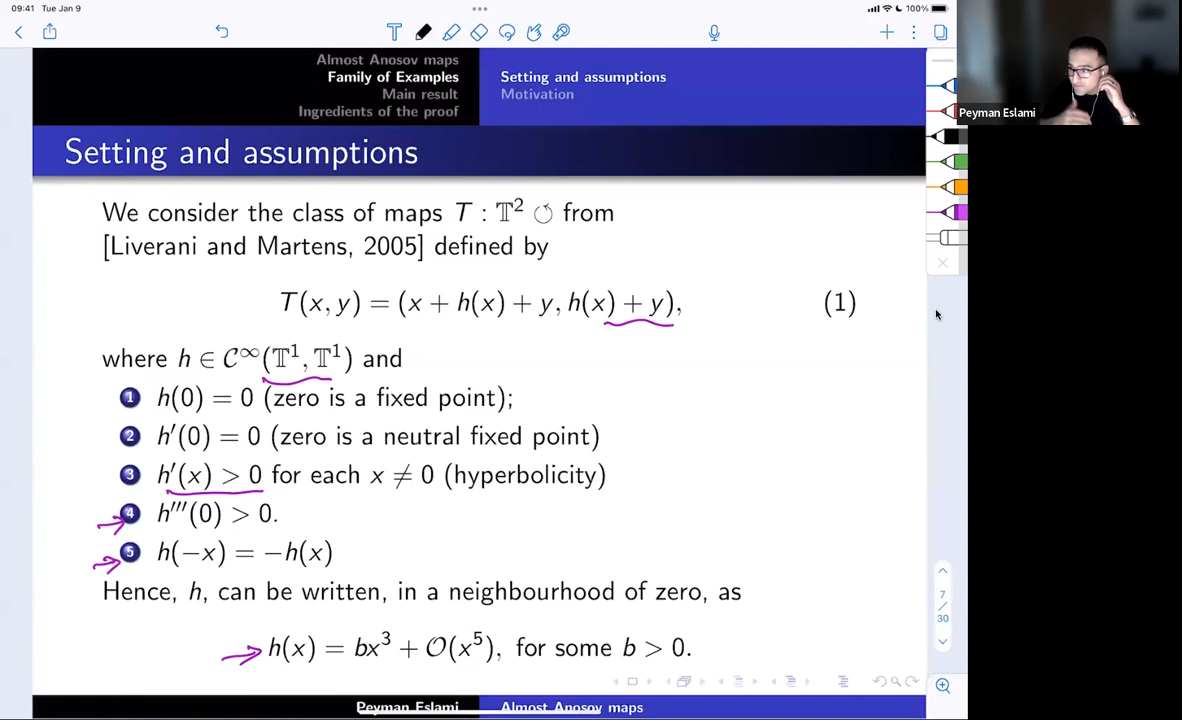 09:41 Tue Jan 9
100%
Almost Anosov maps
Family of Examples
Main result
Ingredients of the proof
Setting and assumptions
Motivation
Peyman Eslami
Setting and assumptions
We consider the class of maps T : 𝕋² ↺ from
[Liverani and Martens, 2005] defined by
T(x, y) = (x + h(x) + y, h(x) + y), (1)
where h ∈ 𝒞^∞(𝕋¹, 𝕋¹) and
1 h(0) = 0 (zero is a fixed point);
2 h′(0) = 0 (zero is a neutral fixed point)
3 h′(x) > 0 for each x ≠ 0 (hyperbolicity)
4 h‴(0) > 0.
5 h(−x) = −h(x)
Hence, h, can be written, in a neighbourhood of zero, as
h(x) = bx³ + 𝒪(x⁵), for some b > 0.
7
/
30
Peyman Eslami Almost Anosov maps